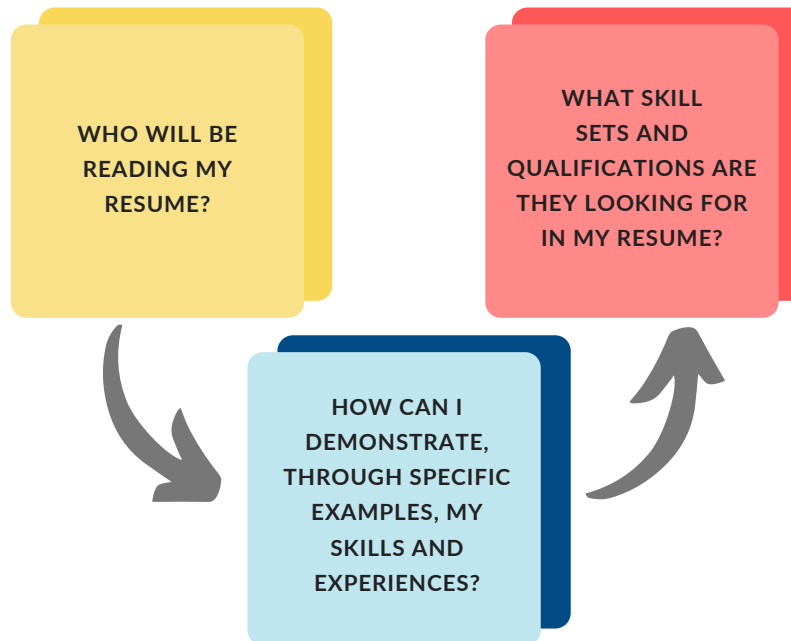 WHO WILL BE
READING MY
RESUME?
HOW CAN I
DEMONSTRATE,
THROUGH SPECIFIC
EXAMPLES, MY
SKILLS AND
EXPERIENCES?
WHAT SKILL
SETS AND
QUALIFICATIONS ARE
THEY LOOKING FOR
IN MY RESUME?